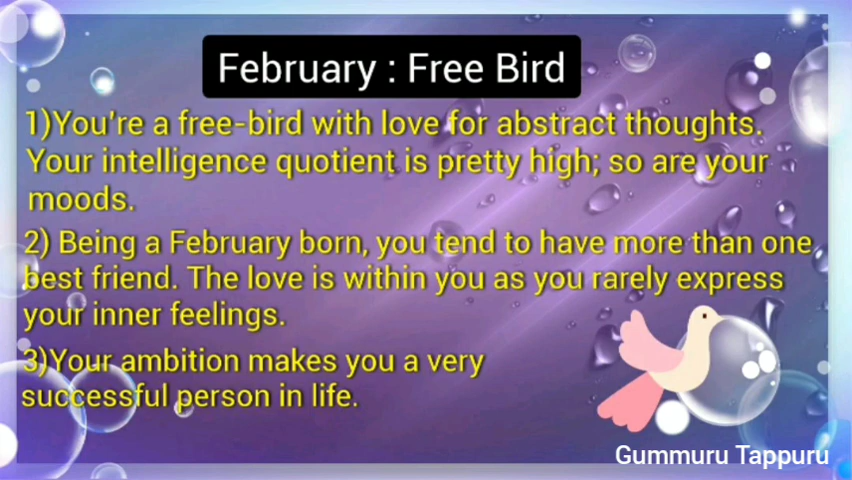 February : Free Bird
1)You're a free-bird with love for abstract thoughts.
Your intelligence quotient is pretty high; so are your
moods.
2) Being a February born, you tend to have more than one
best friend. The love is within you as you rarely express
your inner feelings.
3)Your ambition makes you a very
successful person in life.
Gummuru Tappuru